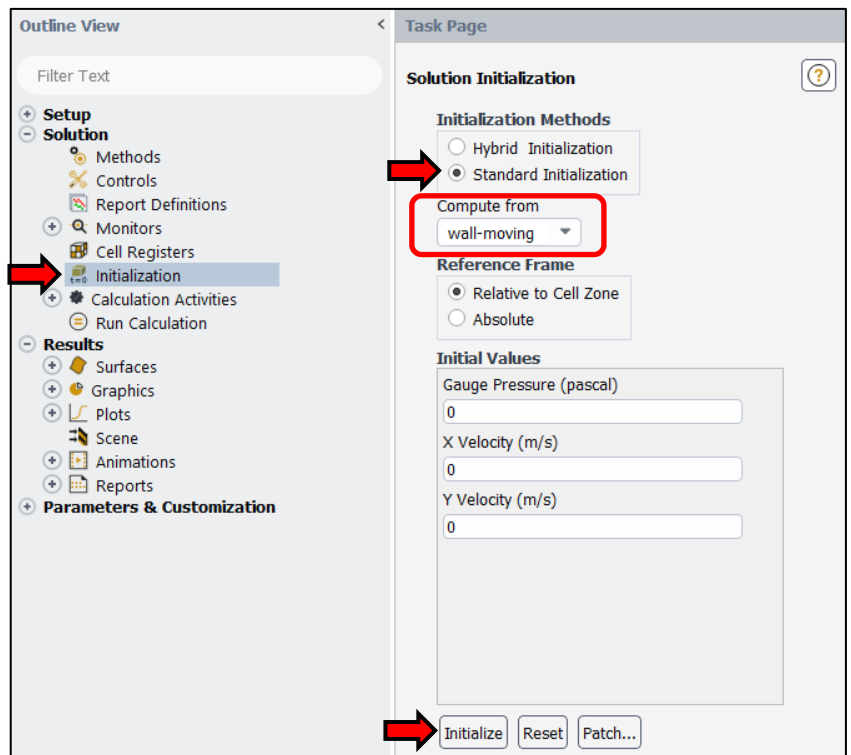 Outline View
<
Filter Text
Setup
Solution
Methods
Controls
Report Definitions
Monitors
Cell Registers
t=0 Initialization
Calculation Activities
Run Calculation
Results
Surfaces
Graphics
Plots
Scene
Animations
Reports
Parameters & Customization
Task Page
Solution Initialization
?
Initialization Methods
Hybrid Initialization
Standard Initialization
Compute from
wall-moving
Reference Frame
Relative to Cell Zone
Absolute
Initial Values
Gauge Pressure (pascal)
0
X Velocity (m/s)
0
Y Velocity (m/s)
0
Initialize Reset Patch...